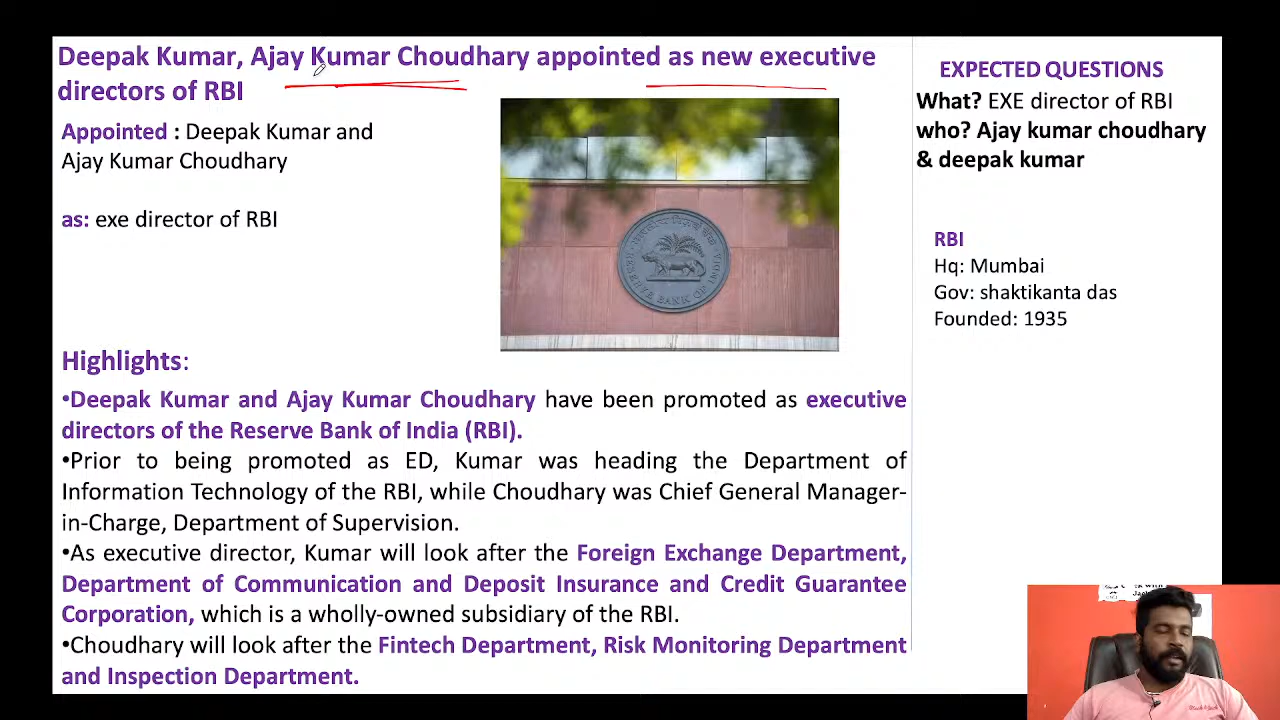 Deepak Kumar, Ajay Kumar Choudhary appointed as new executive
directors of RBI
Appointed : Deepak Kumar and
Ajay Kumar Choudhary
as: exe director of RBI
RESERVE BANK OF INDIA
Highlights:
•Deepak Kumar and Ajay Kumar Choudhary have been promoted as executive
directors of the Reserve Bank of India (RBI).
•Prior to being promoted as ED, Kumar was heading the Department of
Information Technology of the RBI, while Choudhary was Chief General Manager-
in-Charge, Department of Supervision.
•As executive director, Kumar will look after the Foreign Exchange Department,
Department of Communication and Deposit Insurance and Credit Guarantee
Corporation, which is a wholly-owned subsidiary of the RBI.
•Choudhary will look after the Fintech Department, Risk Monitoring Department
and Inspection Department.
EXPECTED QUESTIONS
What? EXE director of RBI
who? Ajay kumar choudhary
& deepak kumar
RBI
Hq: Mumbai
Gov: shaktikanta das
Founded: 1935